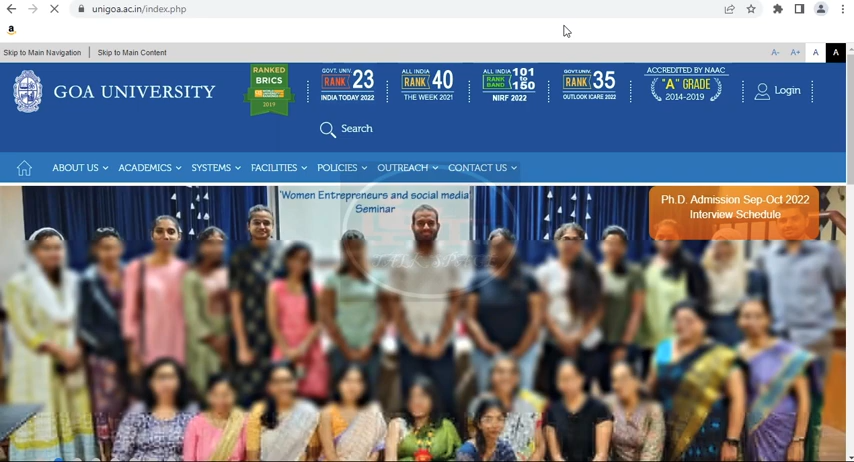 unigoa.ac.in/index.php
a
Skip to Main Navigation | Skip to Main Content
A- A+ A A
GOA UNIVERSITY
RANKED
BRICS
2019
GOVT. UNIV.
RANK 23
INDIA TODAY 2022
ALL INDIA
RANK 40
THE WEEK 2021
ALL INDIA
RANK BAND 101 to 150
NIRF 2022
GOVT.UNIV.
RANK 35
OUTLOOK ICARE 2022
ACCREDITED BY NAAC
"A" GRADE
2014-2019
Login
Search
ABOUT US ACADEMICS SYSTEMS FACILITIES POLICIES OUTREACH CONTACT US
'Women Entrepreneurs and social media'
Seminar
Ph.D. Admission Sep-Oct 2022
Interview Schedule